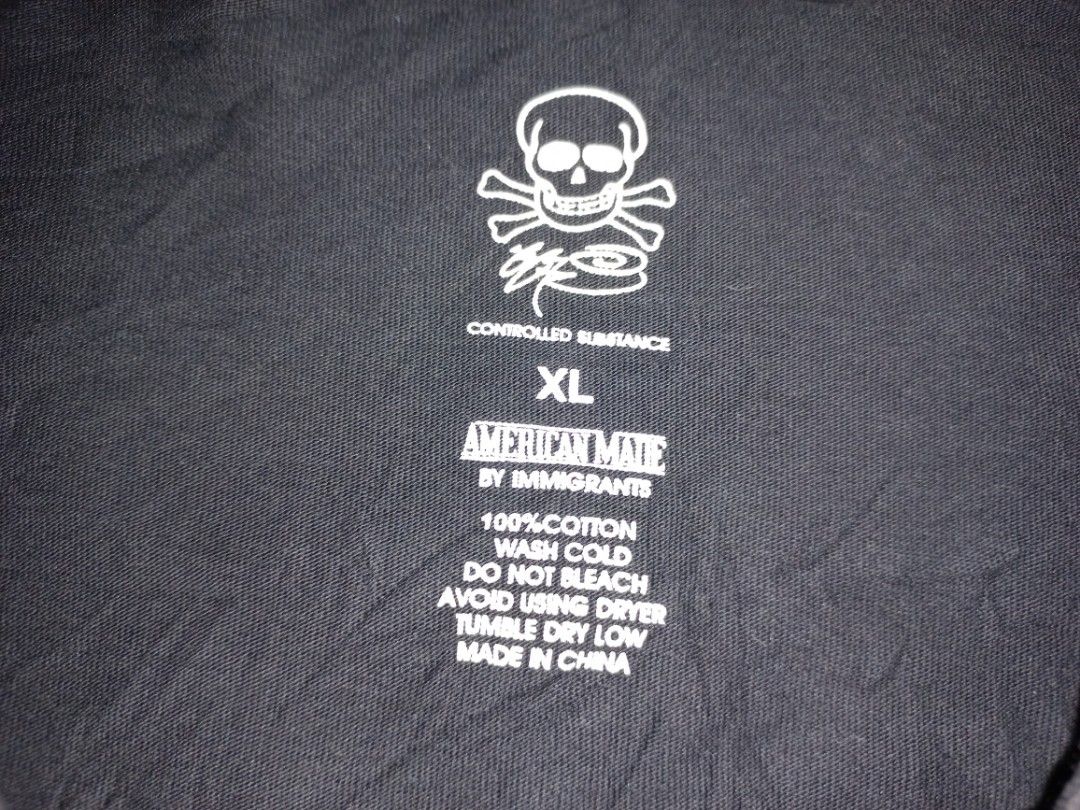 CONTROLLED SUBSTANCE
XL
AMERICAN MADE
BY IMMIGRANTS
100%COTTON
WASH COLD
DO NOT BLEACH
AVOID USING DRYER
TUMBLE DRY LOW
MADE IN CHINA